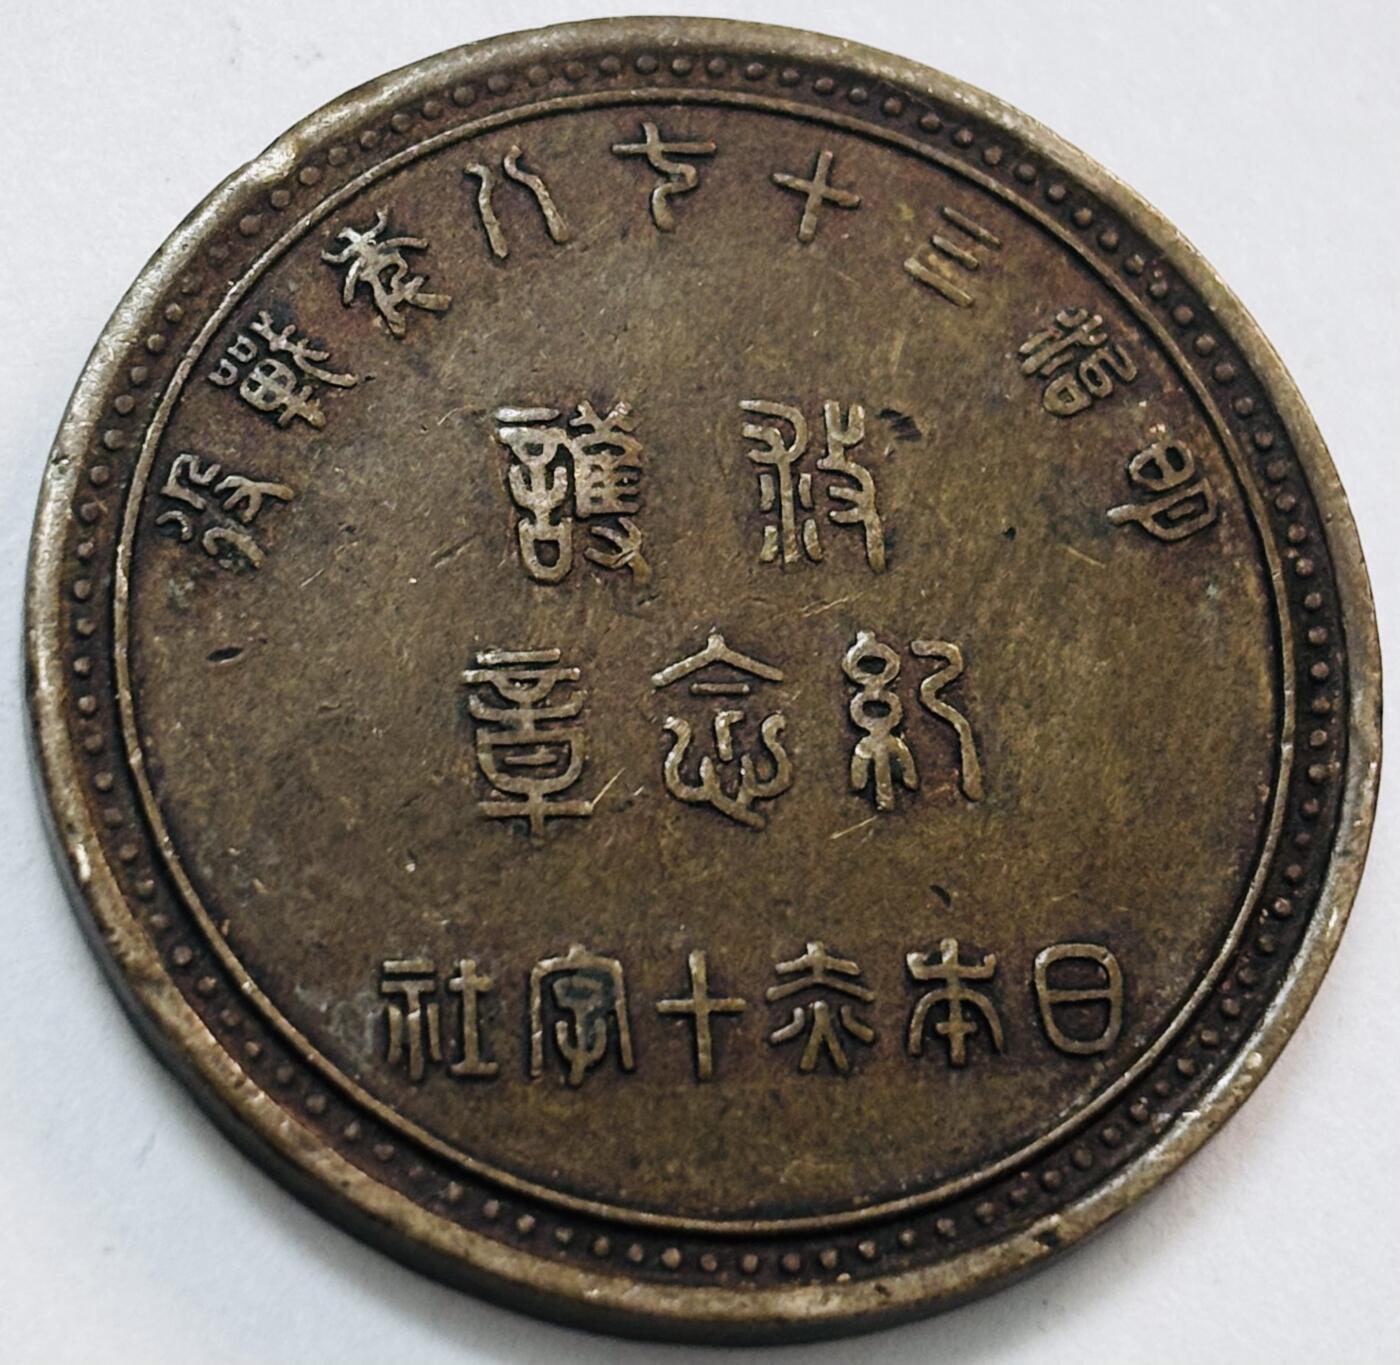 明治三十七八年戰役
救護
紀念章
日本赤十字社